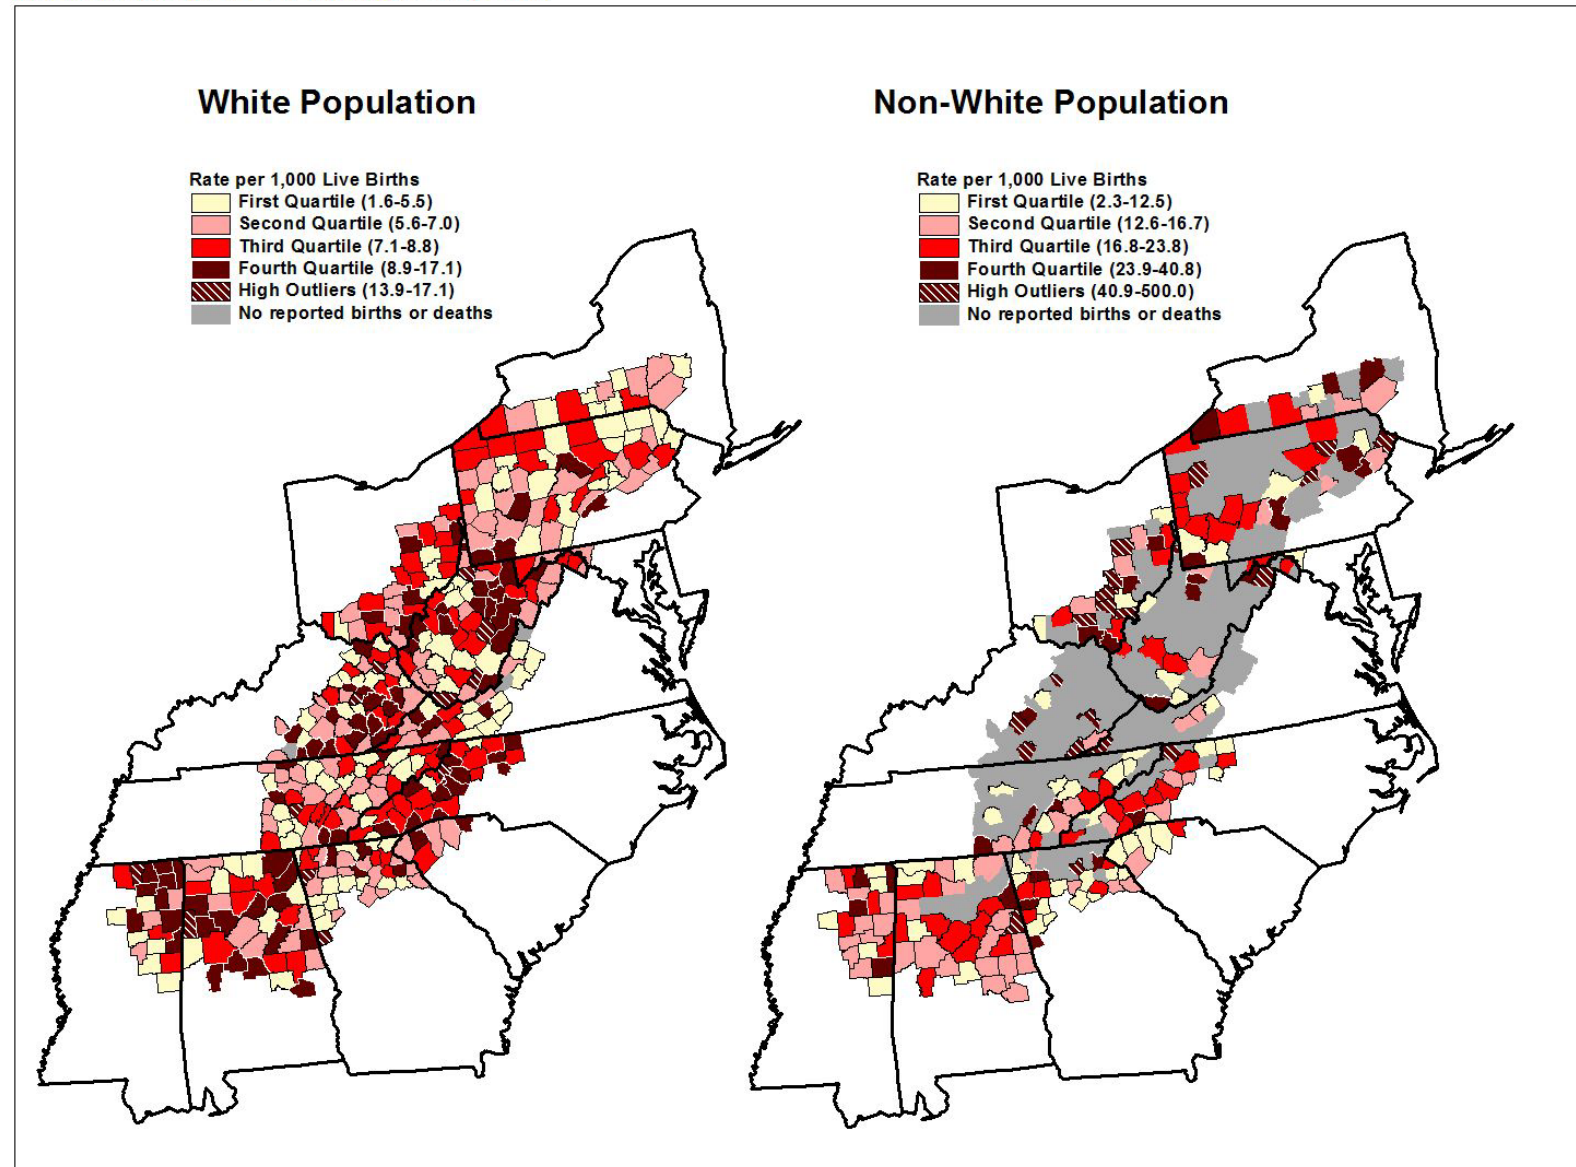 White Population
Rate per 1,000 Live Births
First Quartile (1.6-5.5)
Second Quartile (5.6-7.0)
Third Quartile (7.1-8.8)
Fourth Quartile (8.9-17.1)
High Outliers (13.9-17.1)
No reported births or deaths
Non-White Population
Rate per 1,000 Live Births
First Quartile (2.3-12.5)
Second Quartile (12.6-16.7)
Third Quartile (16.8-23.8)
Fourth Quartile (23.9-40.8)
High Outliers (40.9-500.0)
No reported births or deaths